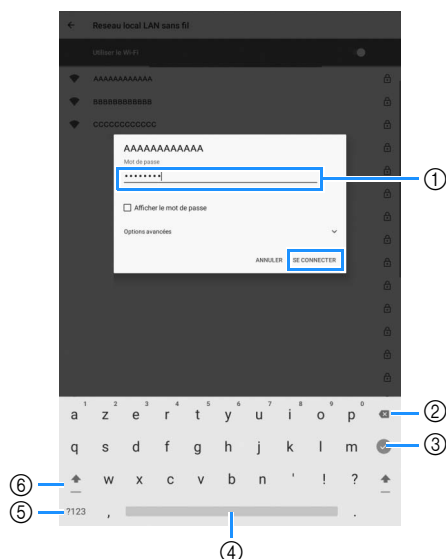 Reseau local LAN sans fil
Utiliser le Wi-Fi
AAAAAAAAAAAA
BBBBBBBBBBBB
CCCCCCCCCCCC
AAAAAAAAAAAA
Mot de passe
••••••••
①
Afficher le mot de passe
Options avancées
ANNULER SE CONNECTER
1 2 3 4 5 6 7 8 9 0
a z e r t y u i o p ②
q s d f g h j k l m ③
⑥ w x c v b n ' ! ?
⑤ ?123 , .
④